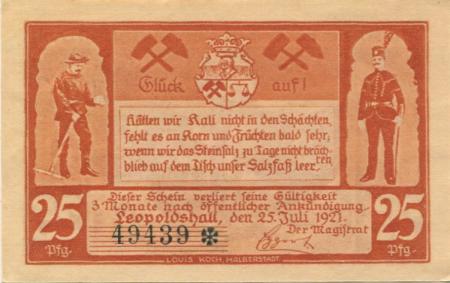 Glück auf!
Hätten wir Kali nicht in den Schächten,
fehlt es an Korn und Früchten bald sehr,
wenn wir das Steinsalz zu Tage nicht bräch-
ten
blieb auf dem Tisch unser Salzfaß leer.
Dieser Schein verliert seine Gültigkeit
3 Monate nach öffentlicher Ankündigung.
Leopoldshall, den 25. Juli 1921.
25 Pfg.
49439
Der Magistrat
25 Pfg.
LOUIS KOCH HALBERSTADT